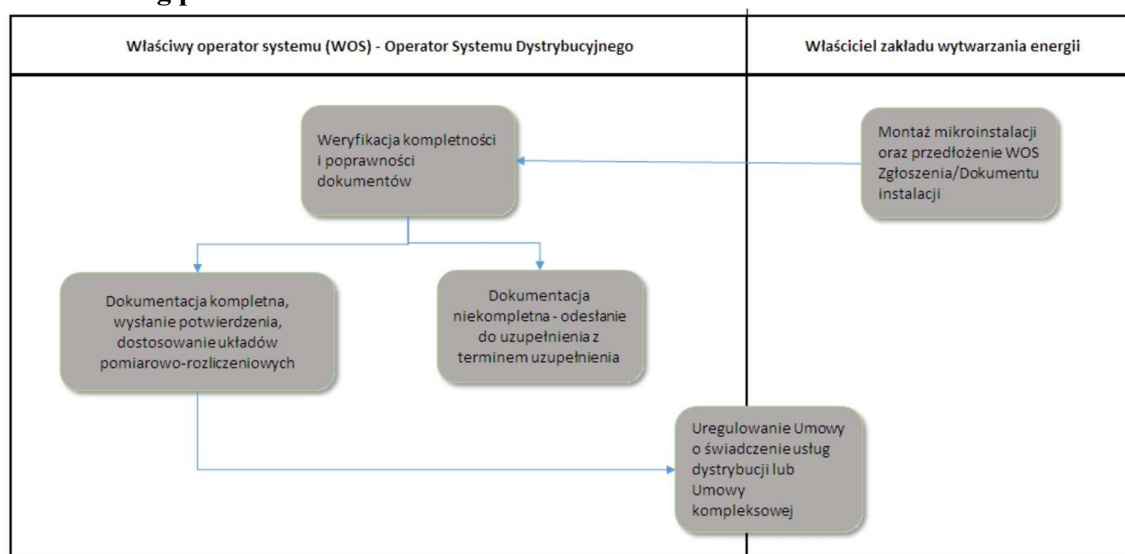 Właściwy operator systemu (WOS) - Operator Systemu Dystrybucyjnego
Właściciel zakładu wytwarzania energii
Weryfikacja kompletności
i poprawności
dokumentów
Montaż mikroinstalacji
oraz przedłożenie WOS
Zgłoszenia/Dokumentu
instalacji
Dokumentacja kompletna,
wysłanie potwierdzenia,
dostosowanie układów
pomiarowo-rozliczeniowych
Dokumentacja
niekompletna - odesłanie
do uzupełnienia z
terminem uzupełnienia
Uregulowanie Umowy
o świadczenie usług
dystrybucji lub
Umowy
kompleksowej